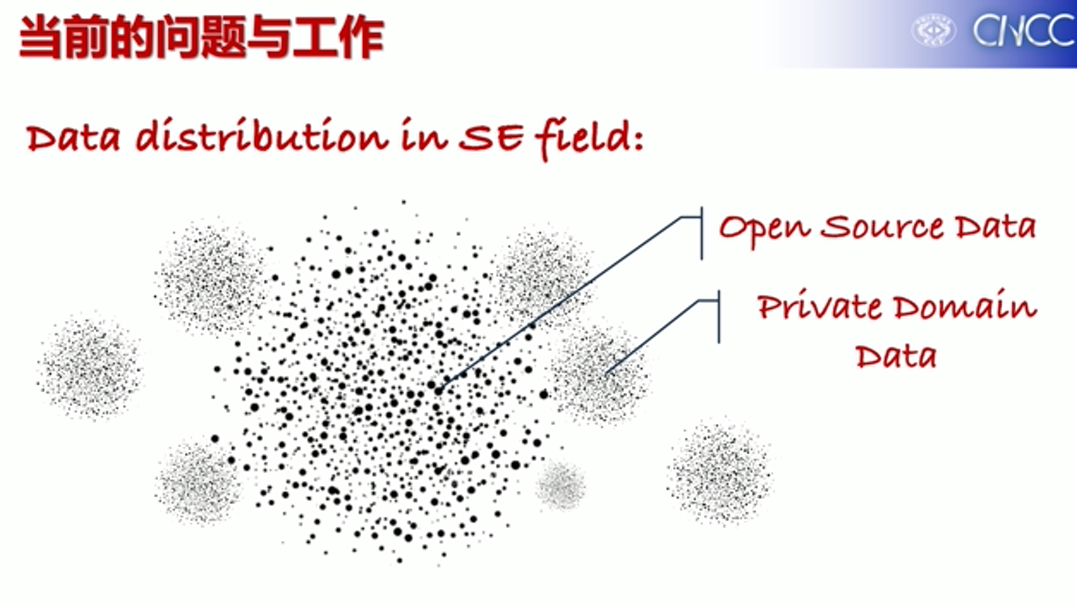 当前的问题与工作
CNCC
Data distribution in SE field:
Open Source Data
Private Domain
Data